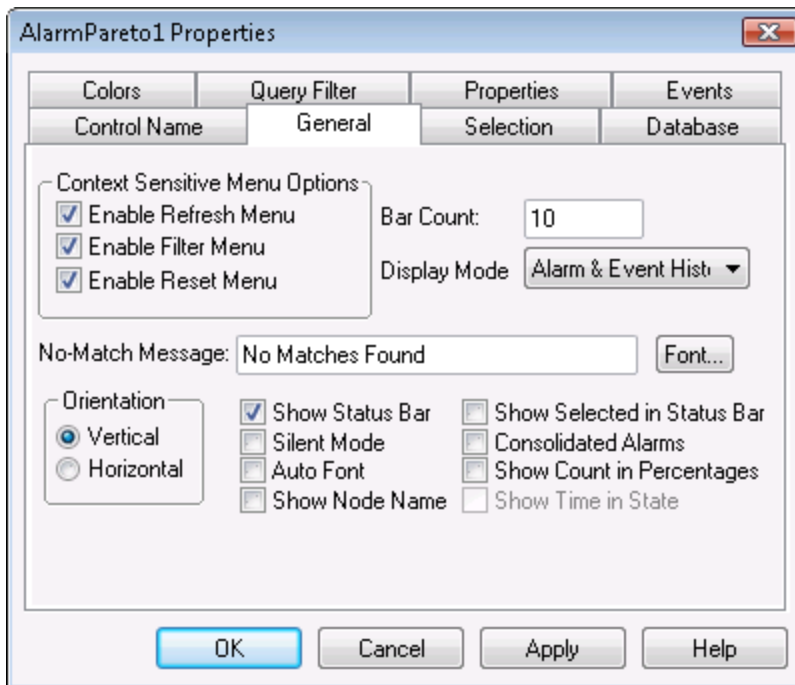 AlarmPareto1 Properties
Colors Query Filter Properties Events
Control Name General Selection Database
Context Sensitive Menu Options
Enable Refresh Menu
Enable Filter Menu
Enable Reset Menu
Bar Count: 10
Display Mode Alarm & Event Hist
No-Match Message: No Matches Found Font...
Orientation
Vertical
Horizontal
Show Status Bar
Silent Mode
Auto Font
Show Node Name
Show Selected in Status Bar
Consolidated Alarms
Show Count in Percentages
Show Time in State
OK Cancel Apply Help